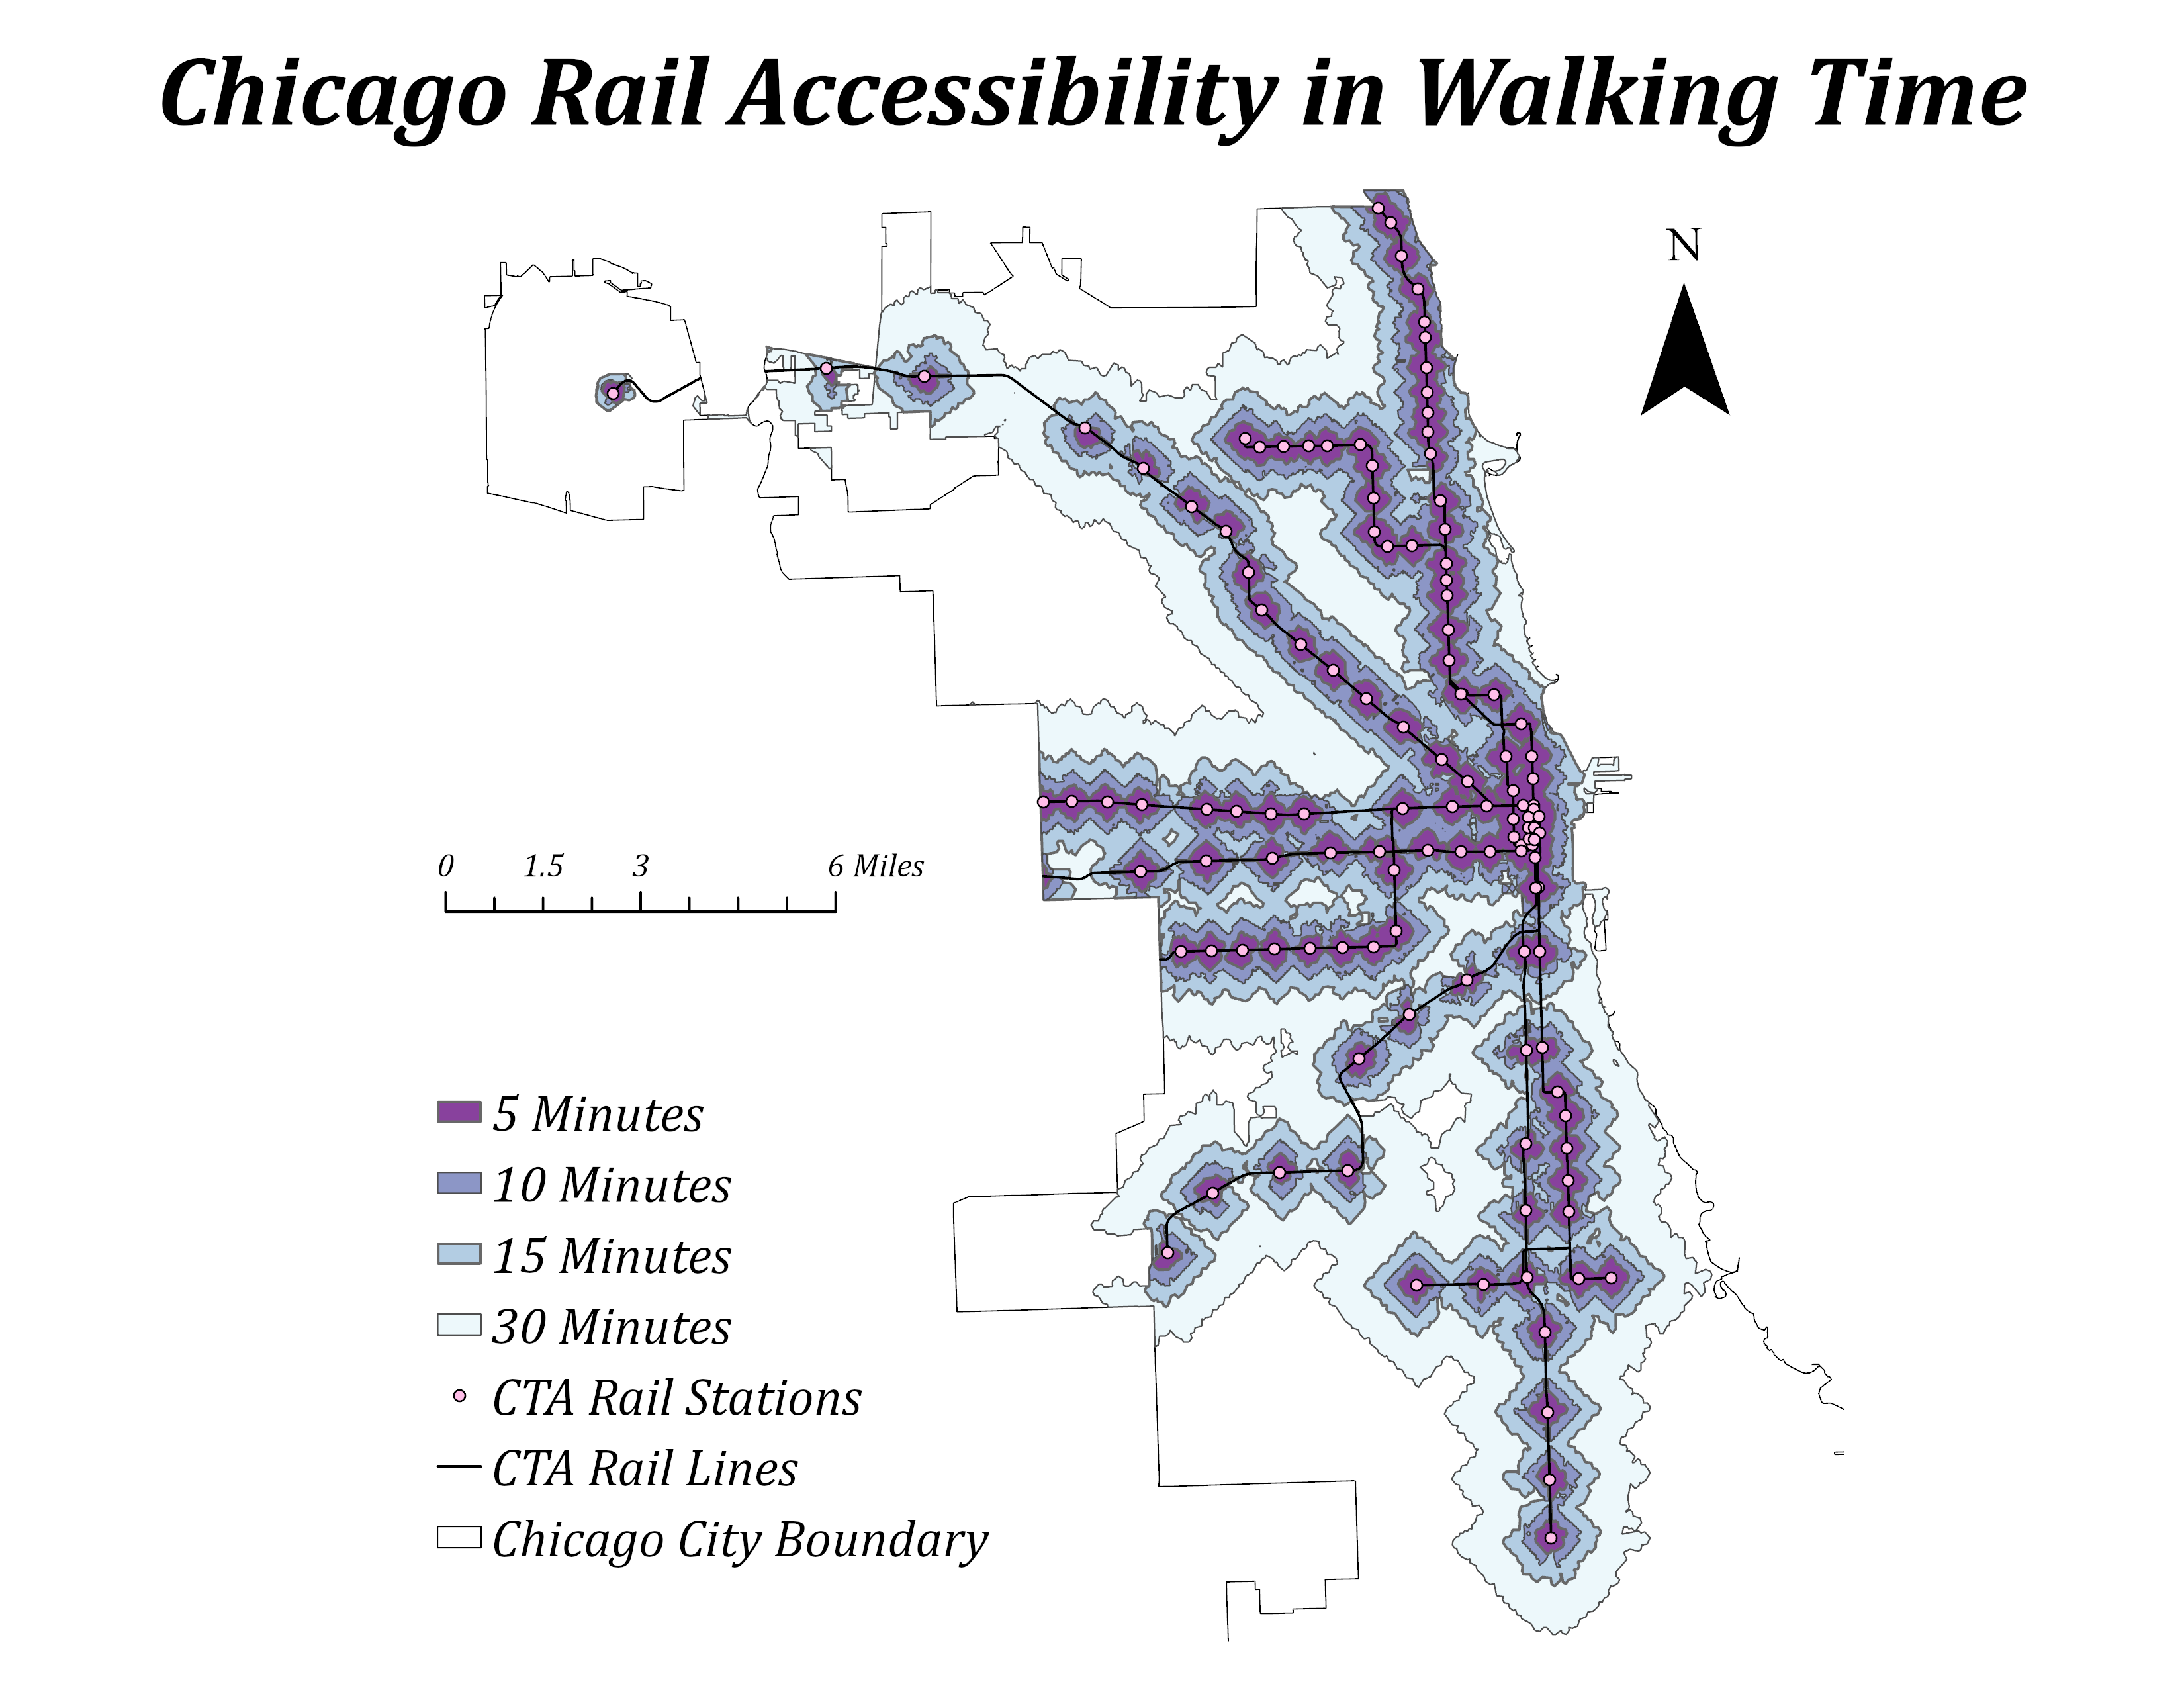 Chicago Rail Accessibility in Walking Time
N
0 1.5 3 6 Miles
5 Minutes
10 Minutes
15 Minutes
30 Minutes
CTA Rail Stations
CTA Rail Lines
Chicago City Boundary